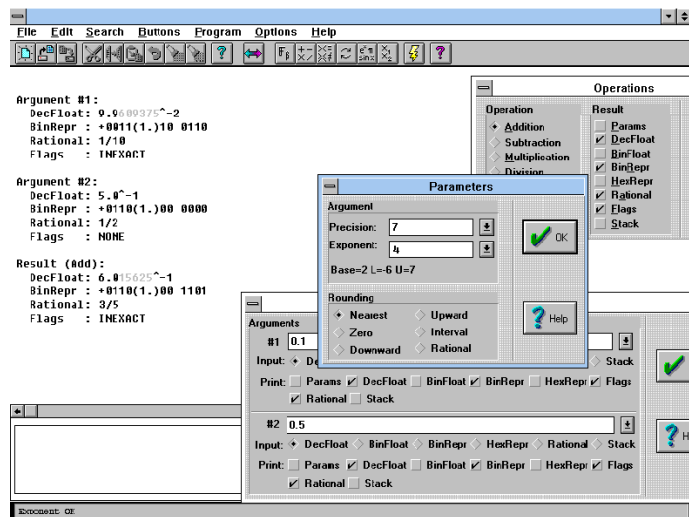 File Edit Search Buttons Program Options Help
Argument #1:
DecFloat: 9.9609375^-2
BinRepr : +0011(1.)10 0110
Rational: 1/10
Flags : INEXACT
Argument #2:
DecFloat: 5.0^-1
BinRepr : +0110(1.)00 0000
Rational: 1/2
Flags : NONE
Result (Add):
DecFloat: 6.015625^-1
BinRepr : +0110(1.)00 1101
Rational: 3/5
Flags : INEXACT
Operations
Operation Result
Addition Params
Subtraction DecFloat
Multiplication BinFloat
Division BinRepr
HexRepr
Rational
Flags
Stack
Parameters
Argument
Precision: 7
Exponent: 4
Base=2 L=-6 U=7
OK
Rounding
Nearest Upward
Zero Interval
Downward Rational
Help
Arguments
#1 0.1
Input: De Stack
Print: Params DecFloat BinFloat BinRepr HexRepr Flags
Rational Stack
#2 0.5
Input: DecFloat BinFloat BinRepr HexRepr Rational Stack
Print: Params DecFloat BinFloat BinRepr HexRepr Flags
Rational Stack
H
Exponent OK